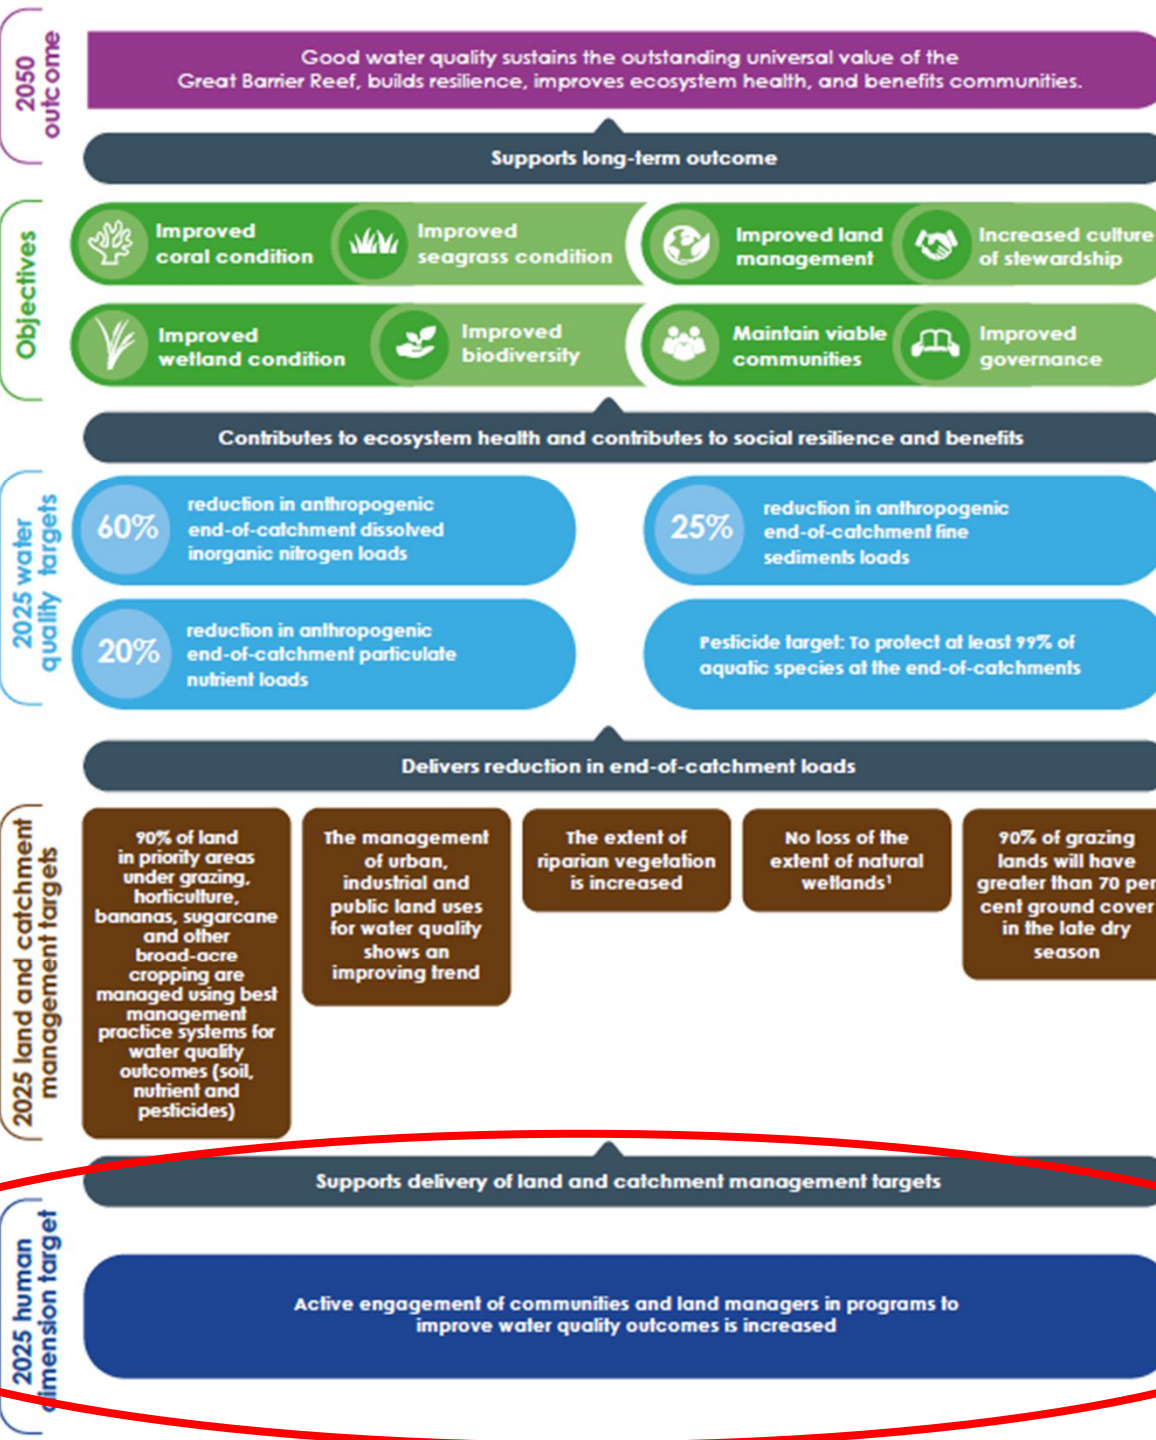 2050
outcome
Good water quality sustains the outstanding universal value of the
Great Barrier Reef, builds resilience, improves ecosystem health, and benefits communities.
Supports long-term outcome
Objectives
Improved
coral condition
Improved
seagrass condition
Improved land
management
Increased culture
of stewardship
Improved
wetland condition
Improved
biodiversity
Maintain viable
communities
Improved
governance
Contributes to ecosystem health and contributes to social resilience and benefits
2025 water
quality targets
60%
reduction in anthropogenic
end-of-catchment dissolved
inorganic nitrogen loads
25%
reduction in anthropogenic
end-of-catchment fine
sediments loads
20%
reduction in anthropogenic
end-of-catchment particulate
nutrient loads
Pesticide target: To protect at least 99% of
aquatic species at the end-of-catchments
Delivers reduction in end-of-catchment loads
2025 land and catchment
management targets
90% of land
in priority areas
under grazing,
horticulture,
bananas, sugarcane
and other
broad-acre
cropping are
managed using best
management
practice systems for
water quality
outcomes (soil,
nutrient and
pesticides)
The management
of urban,
industrial and
public land uses
for water quality
shows an
improving trend
The extent of
riparian vegetation
is increased
No loss of the
extent of natural
wetlands¹
90% of grazing
lands will have
greater than 70 per
cent ground cover
in the late dry
season
Supports delivery of land and catchment management targets
2025 human
dimension target
Active engagement of communities and land managers in programs to
improve water quality outcomes is increased